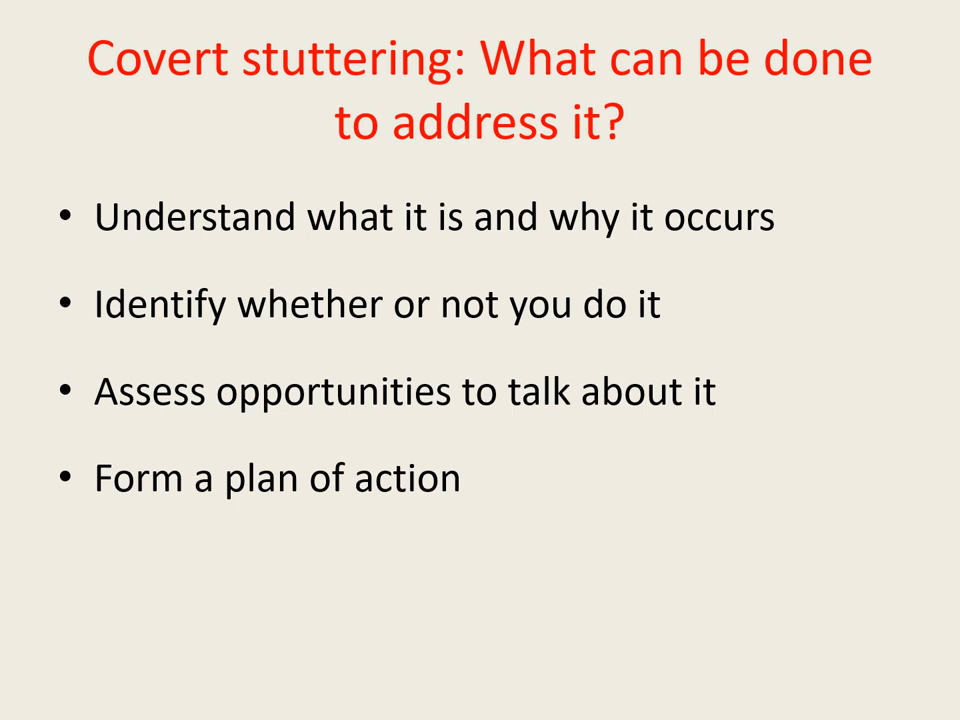 Covert stuttering: What can be done
to address it?
• Understand what it is and why it occurs
• Identify whether or not you do it
• Assess opportunities to talk about it
• Form a plan of action